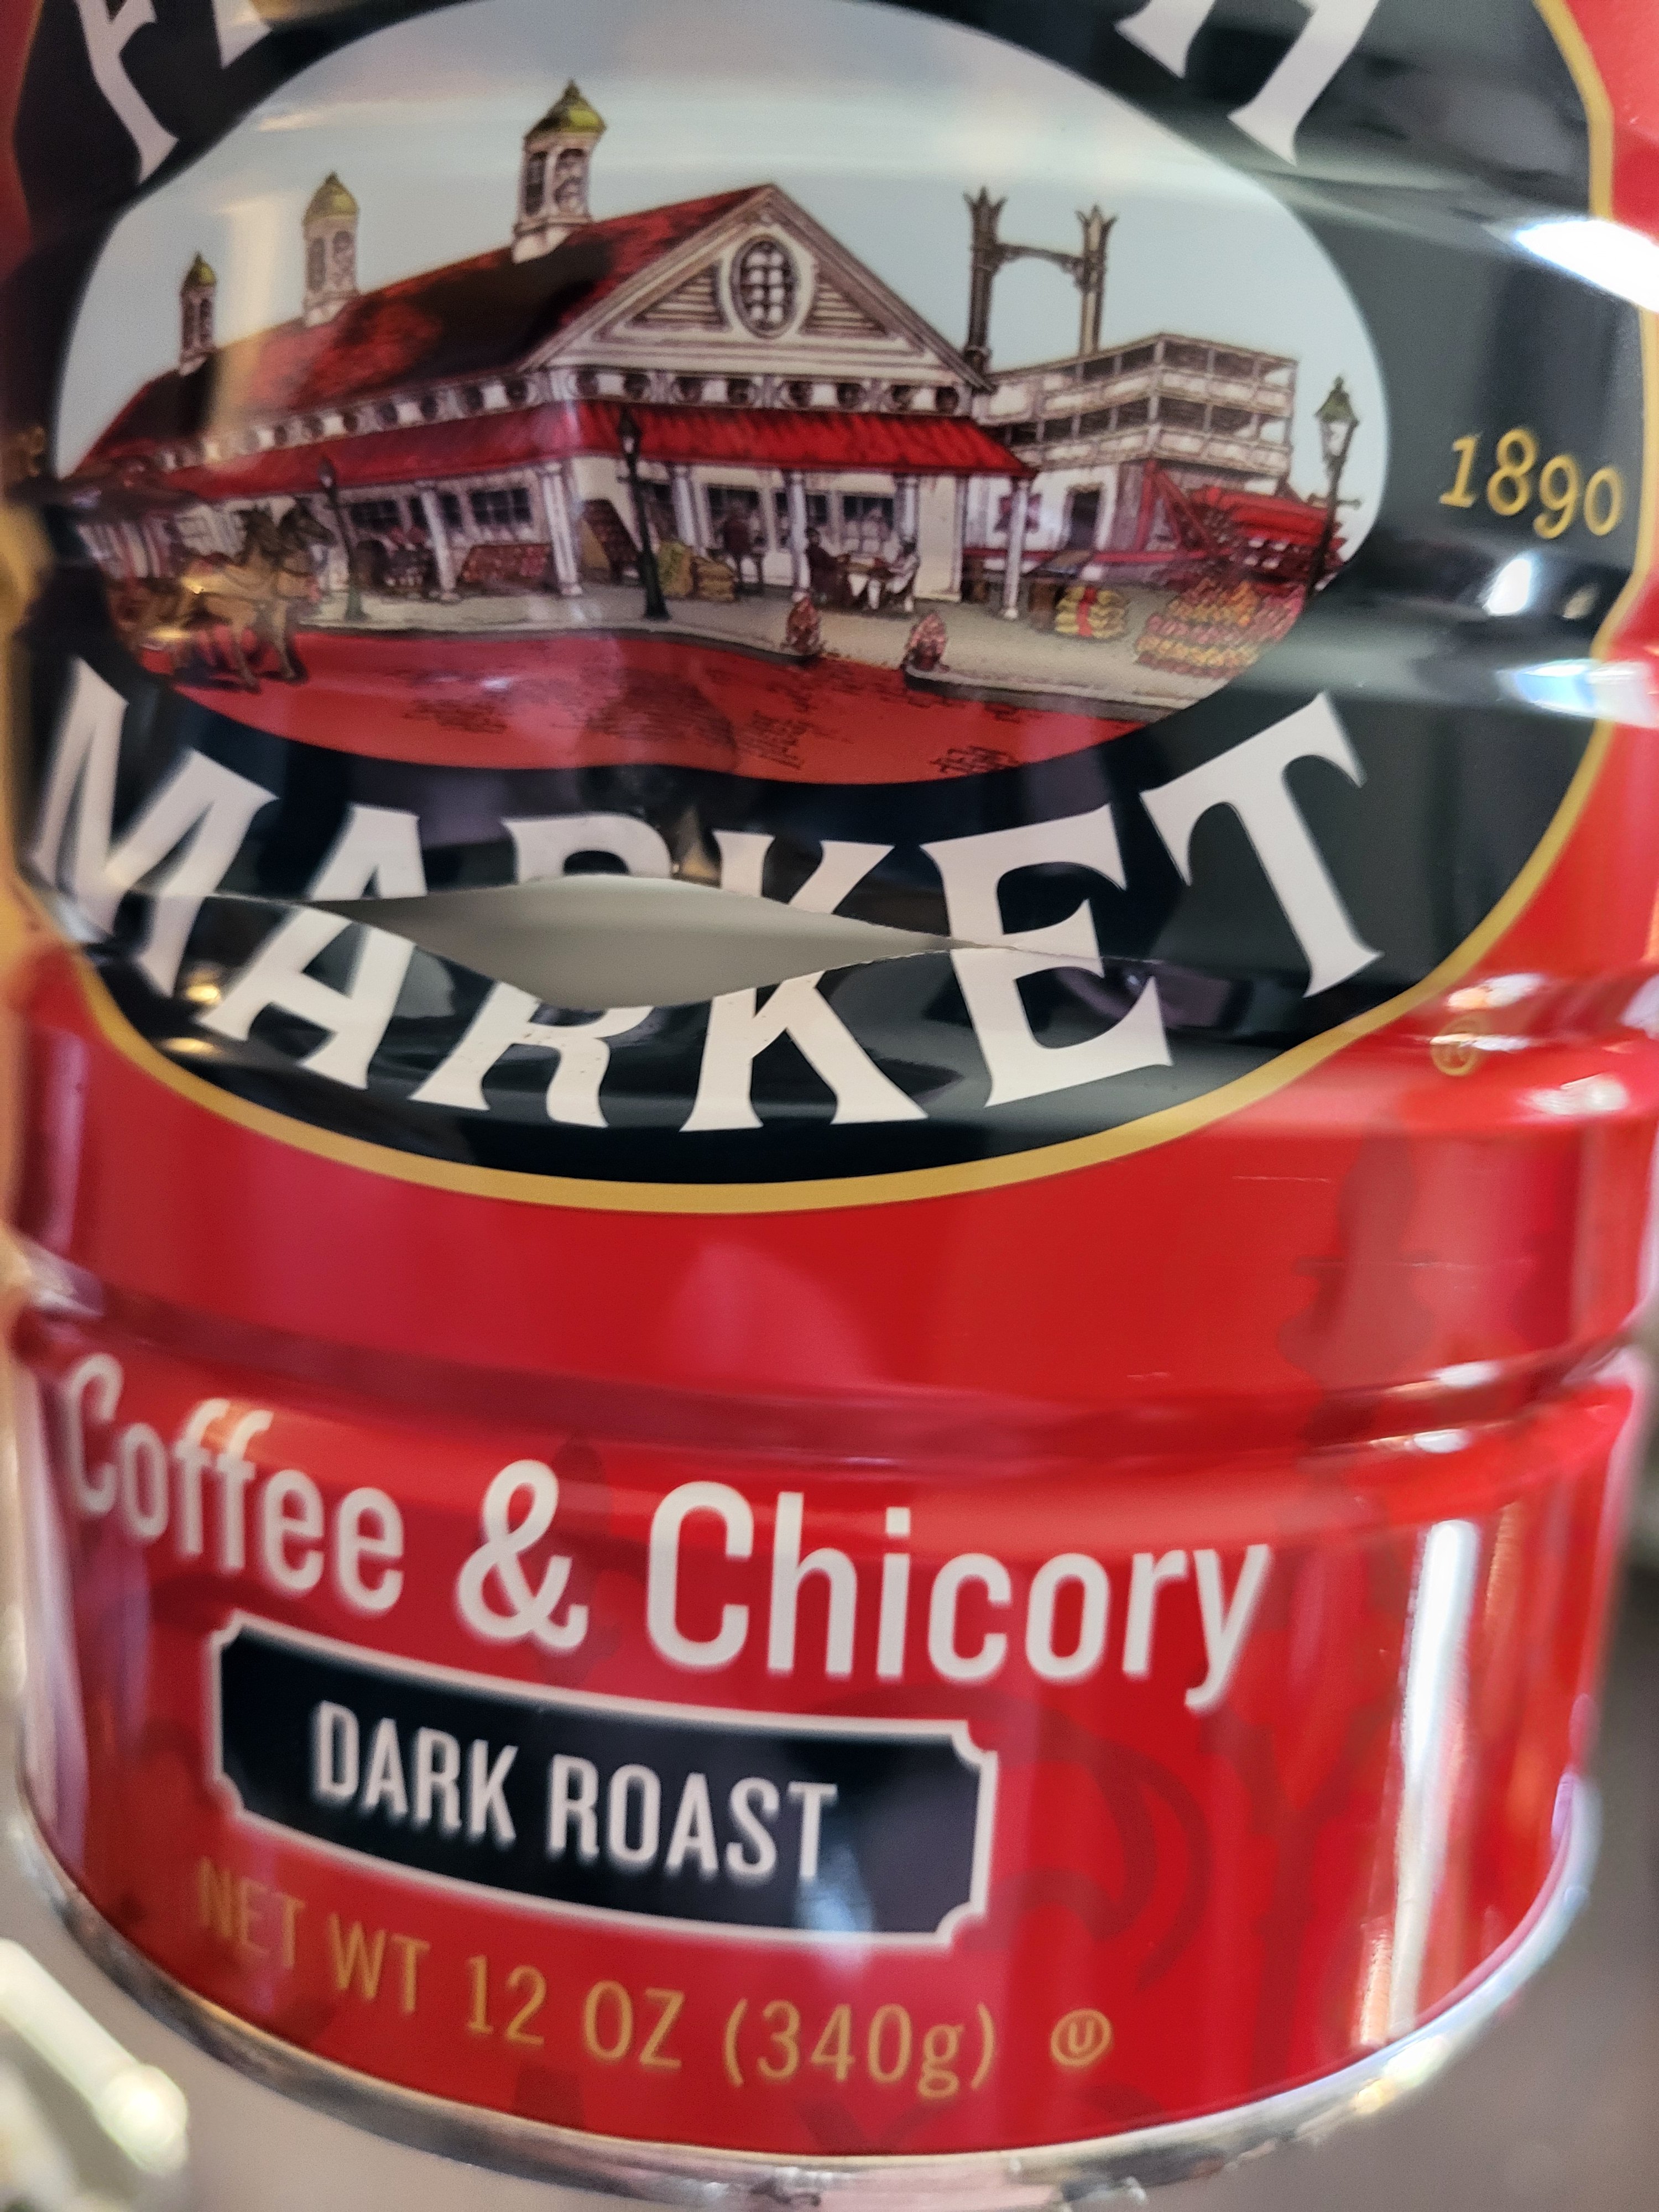 1890
MARKET
®
Coffee & Chicory
DARK ROAST
NET WT 12 OZ (340g) Ⓤ